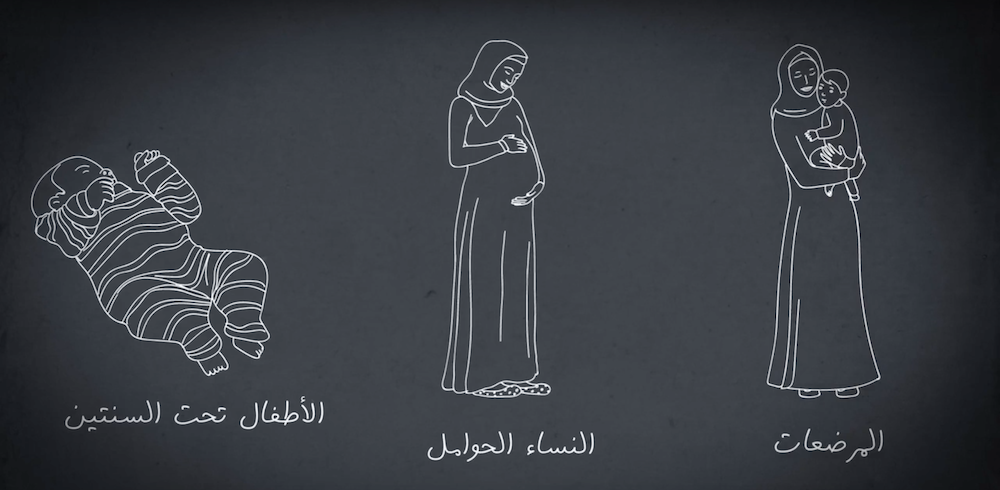 الأطفال تحت السنتين
النساء الحوامل
المرضعات